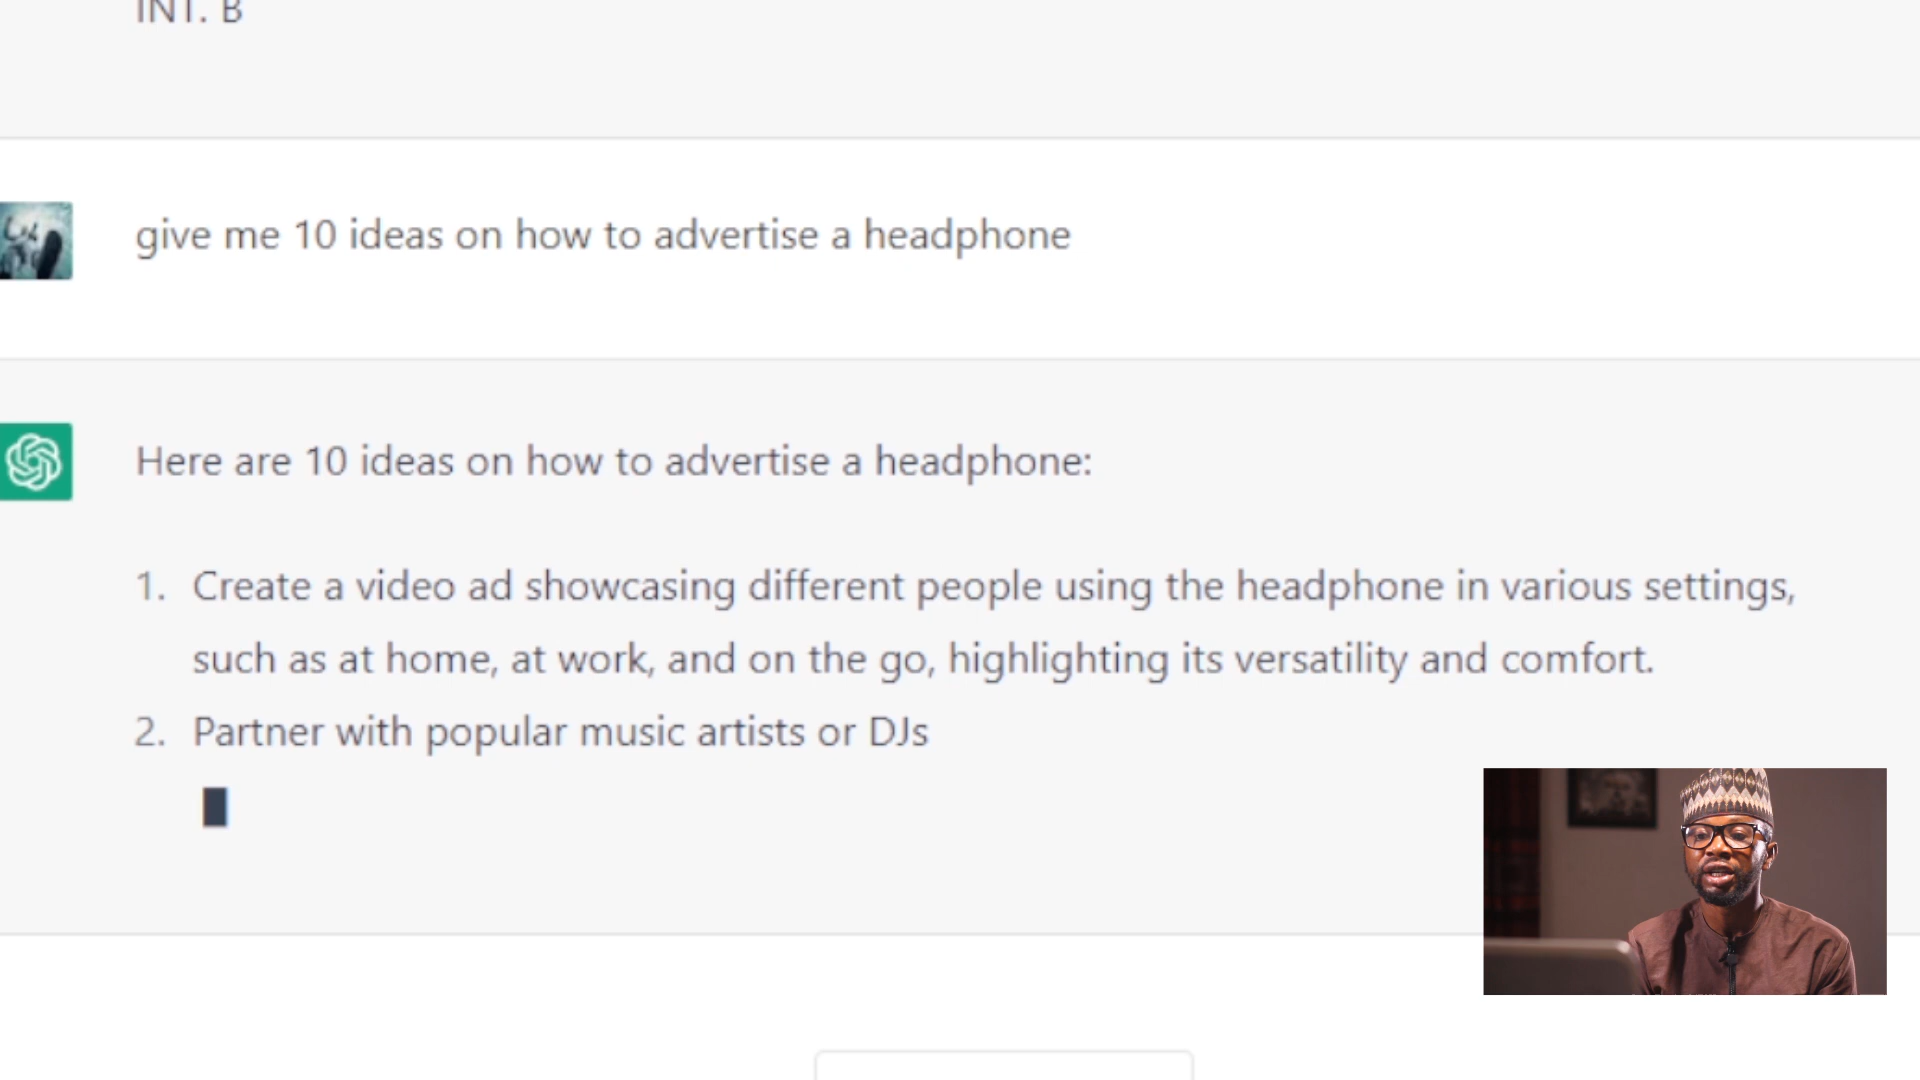 INT. B
give me 10 ideas on how to advertise a headphone
Here are 10 ideas on how to advertise a headphone:
1. Create a video ad showcasing different people using the headphone in various settings,
such as at home, at work, and on the go, highlighting its versatility and comfort.
2. Partner with popular music artists or DJs